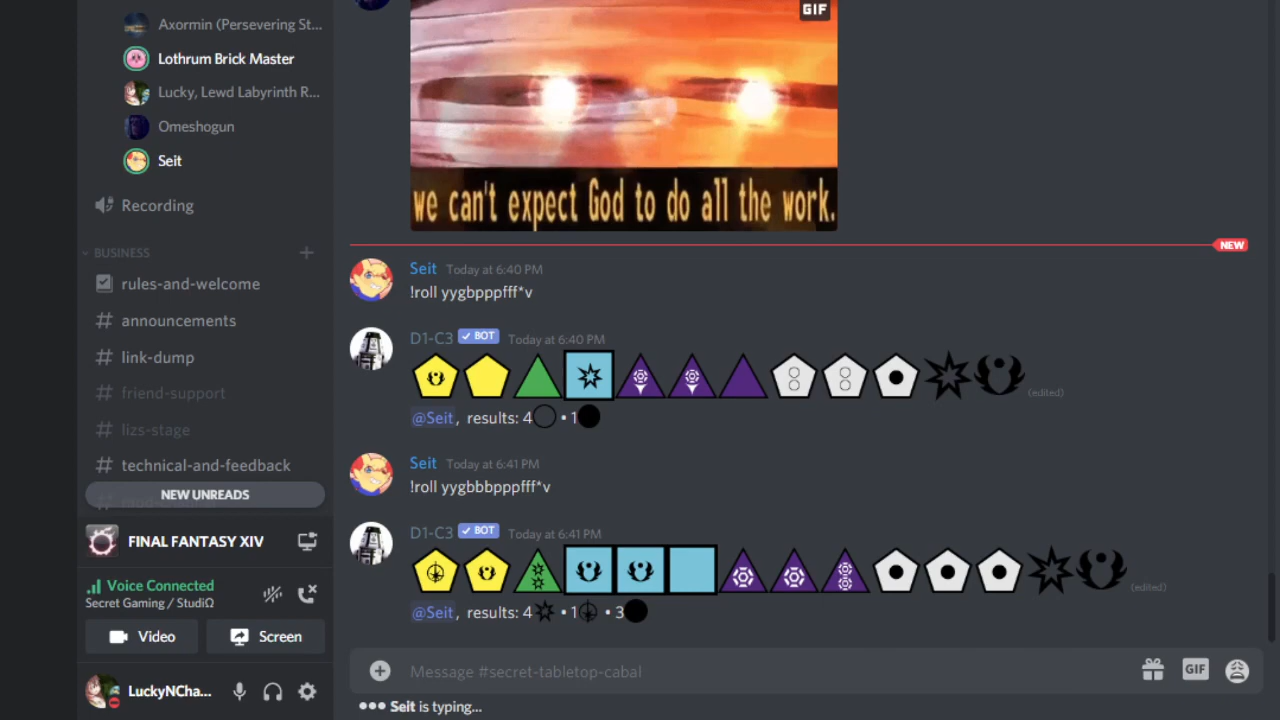 Axormin (Persevering St...
Lothrum Brick Master
Lucky, Lewd Labyrinth R...
Omeshogun
Seit
Recording
BUSINESS
rules-and-welcome
announcements
link-dump
friend-support
lizs-stage
technical-and-feedback
NEW UNREADS
FINAL FANTASY XIV
Voice Connected
Secret Gaming / StudiΩ
Video
Screen
LuckyNCha...
GIF
we can't expect God to do all the work.
NEW
Seit Today at 6:40 PM
!roll yygbpppfff*v
D1-C3 BOT Today at 6:40 PM
(edited)
@Seit, results: 4 • 1
Seit Today at 6:41 PM
!roll yygbbbpppfff*v
D1-C3 BOT Today at 6:41 PM
(edited)
@Seit, results: 4 • 1 • 3
Message #secret-tabletop-cabal
GIF
Seit is typing...